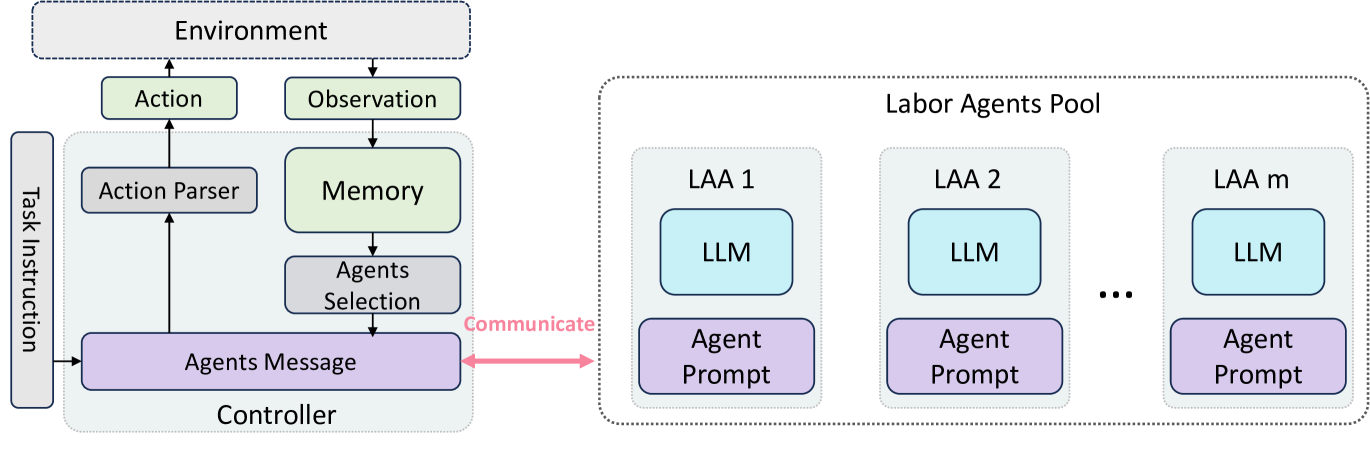 Environment
Action
Observation
Task Instruction
Action Parser
Memory
Agents
Selection
Agents Message
Controller
Communicate
Labor Agents Pool
LAA 1
LLM
Agent
Prompt
LAA 2
LLM
Agent
Prompt
...
LAA m
LLM
Agent
Prompt